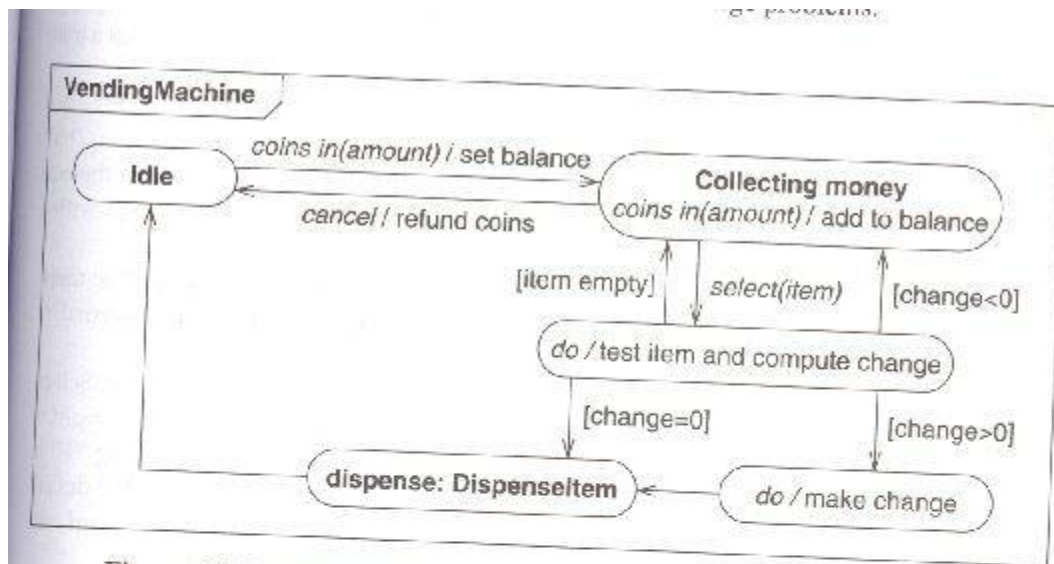 problems.
VendingMachine
Idle
coins in(amount) / set balance
cancel / refund coins
Collecting money
coins in(amount) / add to balance
[item empty]
select(item)
[change<0]
do / test item and compute change
[change=0]
[change>0]
dispense: DispenseItem
do / make change